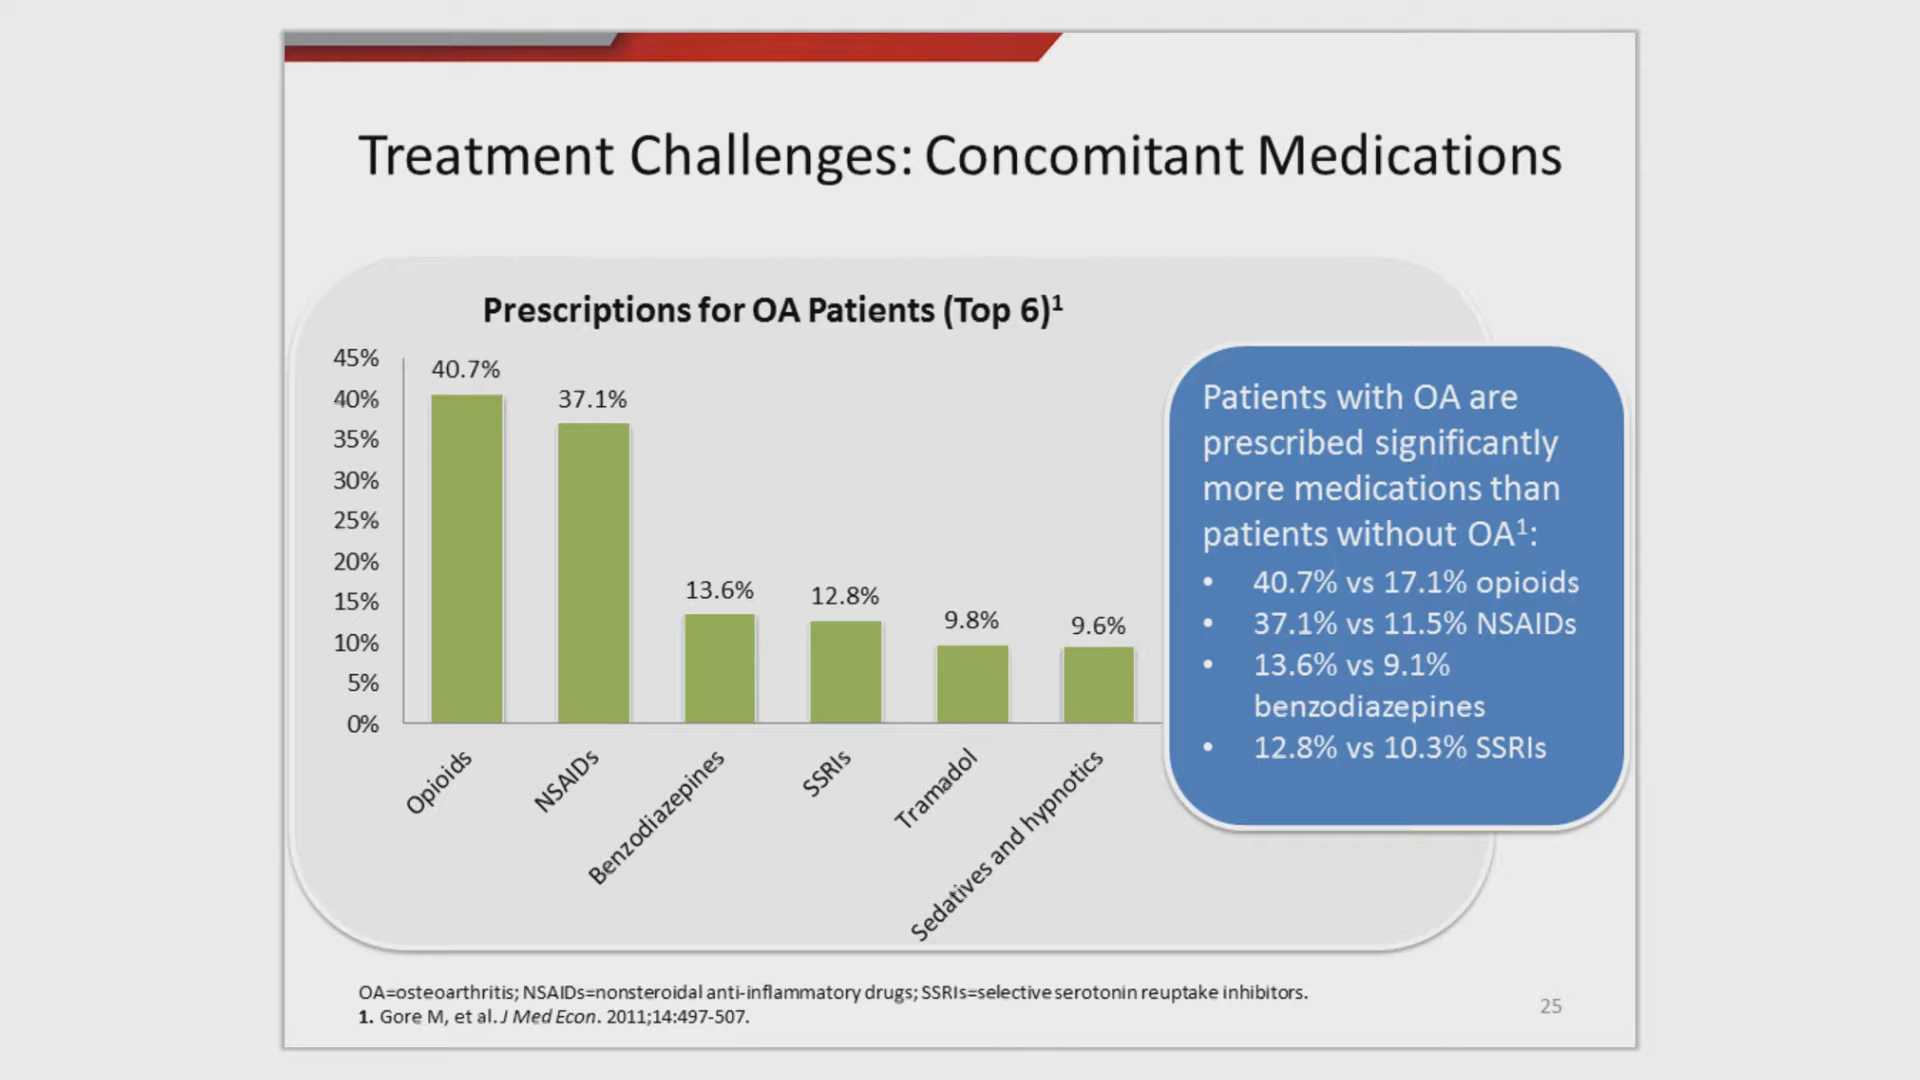 Treatment Challenges: Concomitant Medications
Prescriptions for OA Patients (Top 6)¹
45%
40%
35%
30%
25%
20%
15%
10%
5%
0%
40.7%
37.1%
13.6%
12.8%
9.8%
9.6%
Opioids
NSAIDs
Benzodiazepines
SSRIs
Tramadol
Sedatives and hypnotics
Patients with OA are
prescribed significantly
more medications than
patients without OA¹:
• 40.7% vs 17.1% opioids
• 37.1% vs 11.5% NSAIDs
• 13.6% vs 9.1%
benzodiazepines
• 12.8% vs 10.3% SSRIs
OA=osteoarthritis; NSAIDs=nonsteroidal anti-inflammatory drugs; SSRIs=selective serotonin reuptake inhibitors.
1. Gore M, et al. J Med Econ. 2011;14:497-507.
25